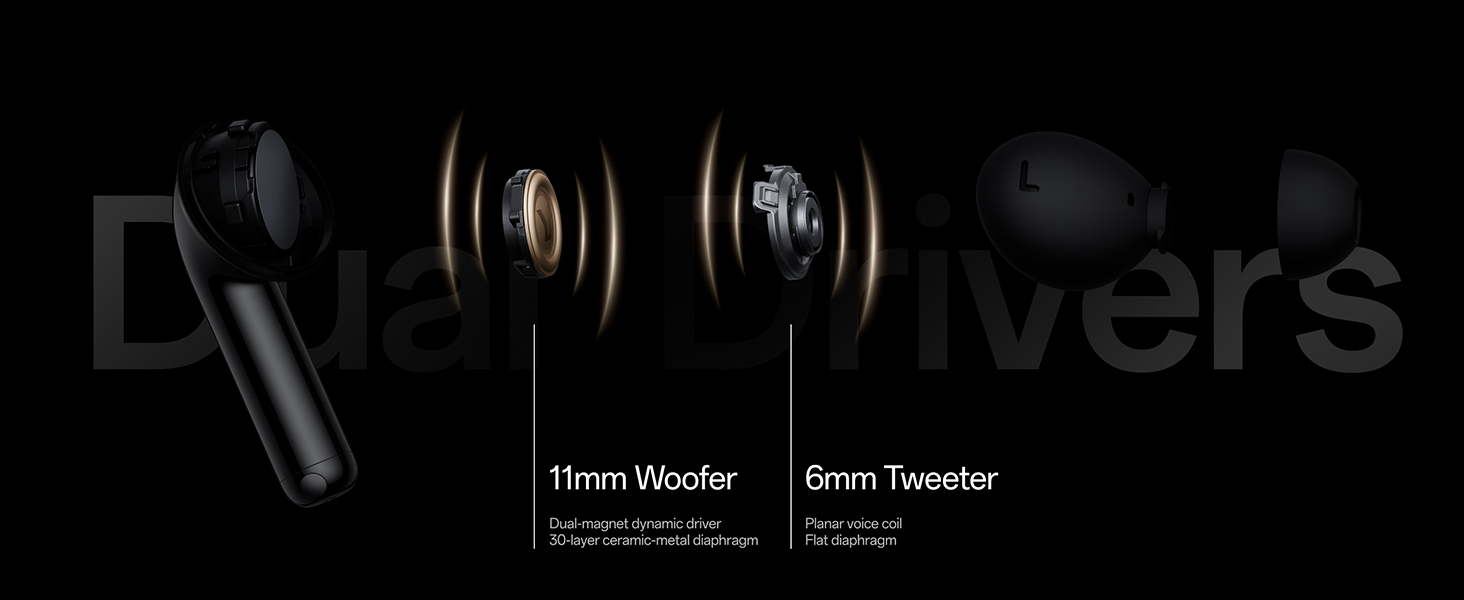 Dual Drivers
L
11mm Woofer
Dual-magnet dynamic driver
30-layer ceramic-metal diaphragm
6mm Tweeter
Planar voice coil
Flat diaphragm